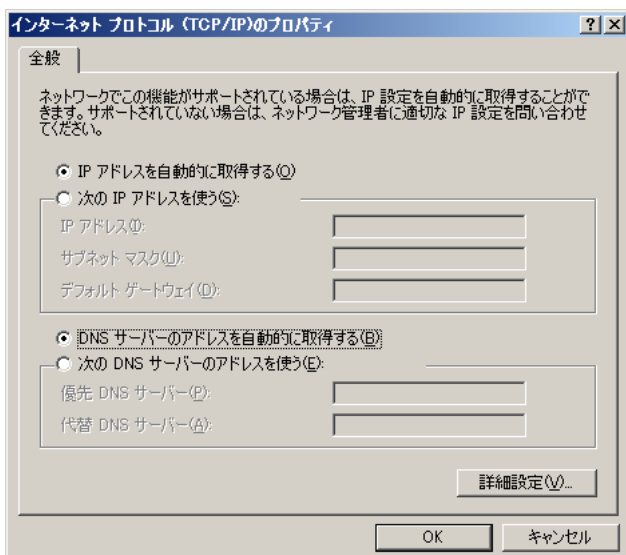 インターネット プロトコル (TCP/IP)のプロパティ
全般
ネットワークでこの機能がサポートされている場合は、IP 設定を自動的に取得することがで
きます。サポートされていない場合は、ネットワーク管理者に適切な IP 設定を問い合わせ
てください。
IP アドレスを自動的に取得する(O)
次の IP アドレスを使う(S):
IP アドレス(I):
サブネット マスク(U):
デフォルト ゲートウェイ(D):
DNS サーバーのアドレスを自動的に取得する(B)
次の DNS サーバーのアドレスを使う(E):
優先 DNS サーバー(P):
代替 DNS サーバー(A):
詳細設定(V)...
OK
キャンセル